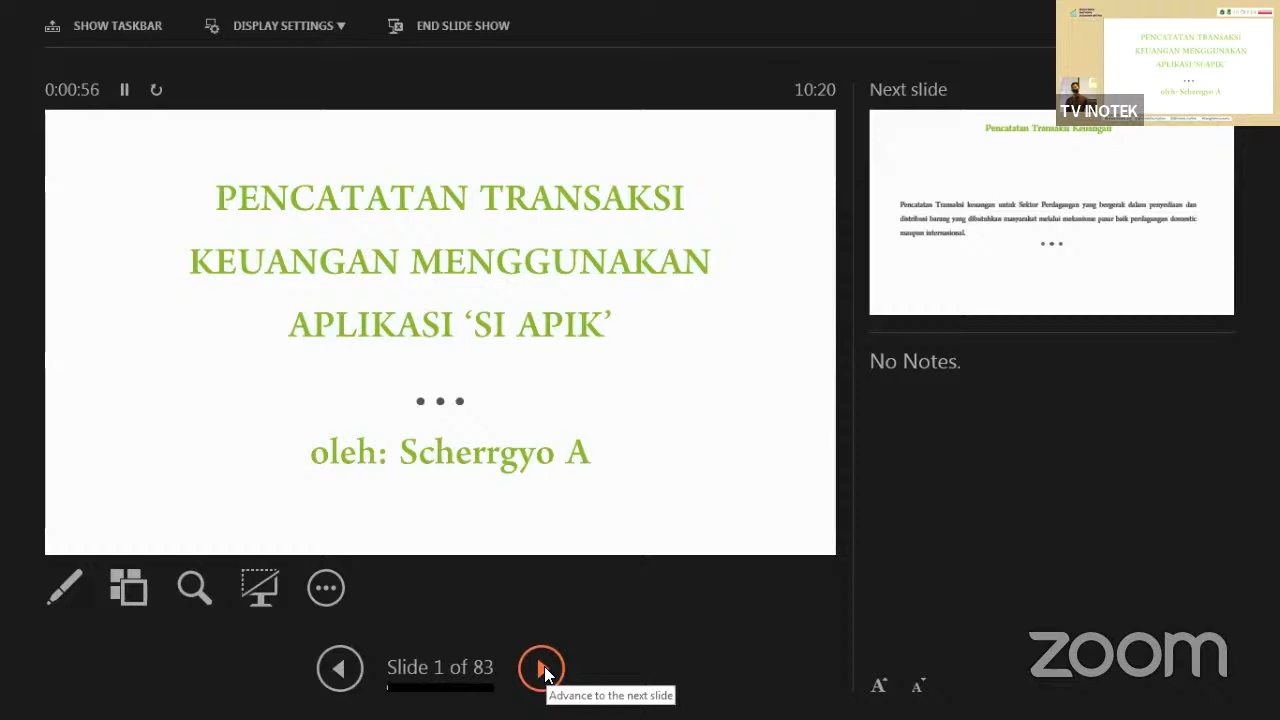 SHOW TASKBAR
DISPLAY SETTINGS ▼
END SLIDE SHOW
0:00:56
10:20
PENCATATAN TRANSAKSI
KEUANGAN MENGGUNAKAN
APLIKASI ‘SI APIK’
• • •
oleh: Scherrgyo A
Slide 1 of 83
Advance to the next slide
Next slide
Pencatatan Transaksi Keuangan
Pencatatan Transaksi keuangan untuk Sektor Perdagangan yang bergerak dalam penyediaan dan
distribusi barang yang dibutuhkan masyarakat melalui mekanisme pasar baik perdagangan domestic
maupun internasional.
• • •
No Notes.
A A
PENCATATAN TRANSAKSI
KEUANGAN MENGGUNAKAN
APLIKASI ‘SI APIK’
• • •
oleh: Scherrgyo A
TV INOTEK
zoom